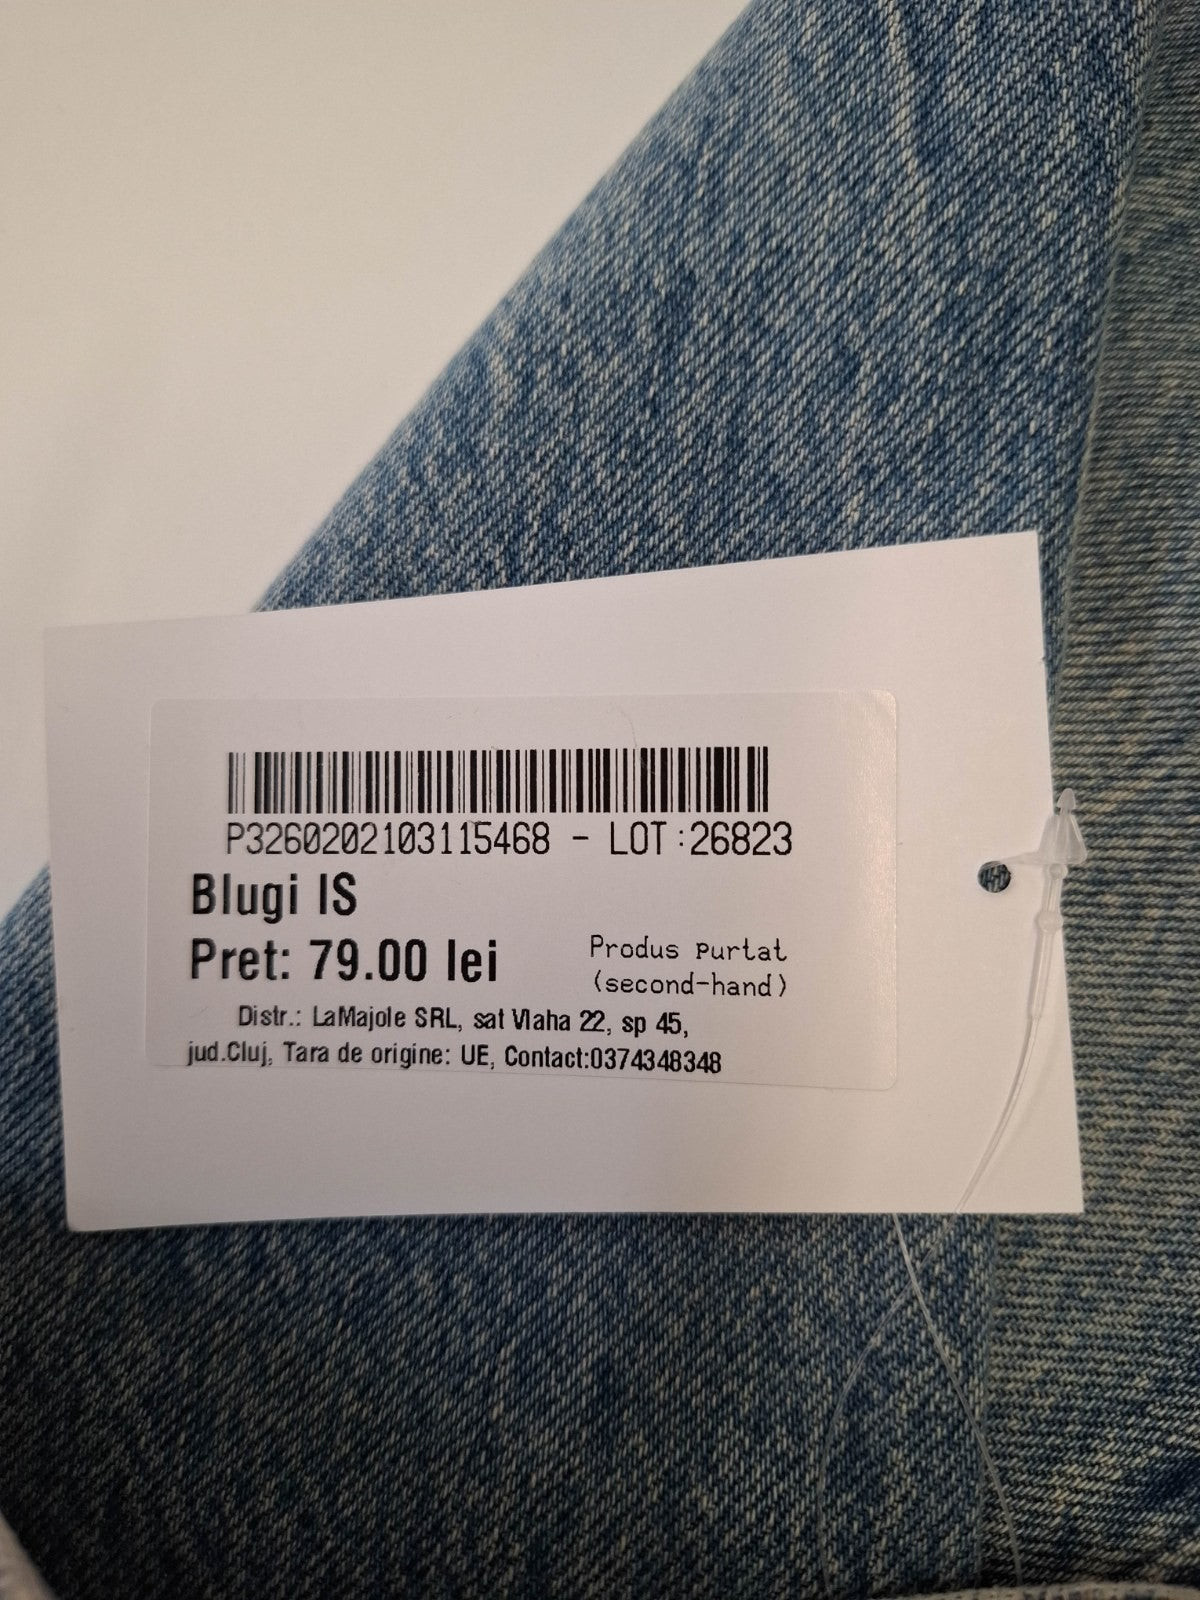 P3260202103115468 - LOT:26823
Blugi IS
Pret: 79.00 lei
Produs purtat
(second-hand)
Distr.: LaMajole SRL, sat Vlaha 22, sp 45,
jud.Cluj, Tara de origine: UE, Contact:0374348348